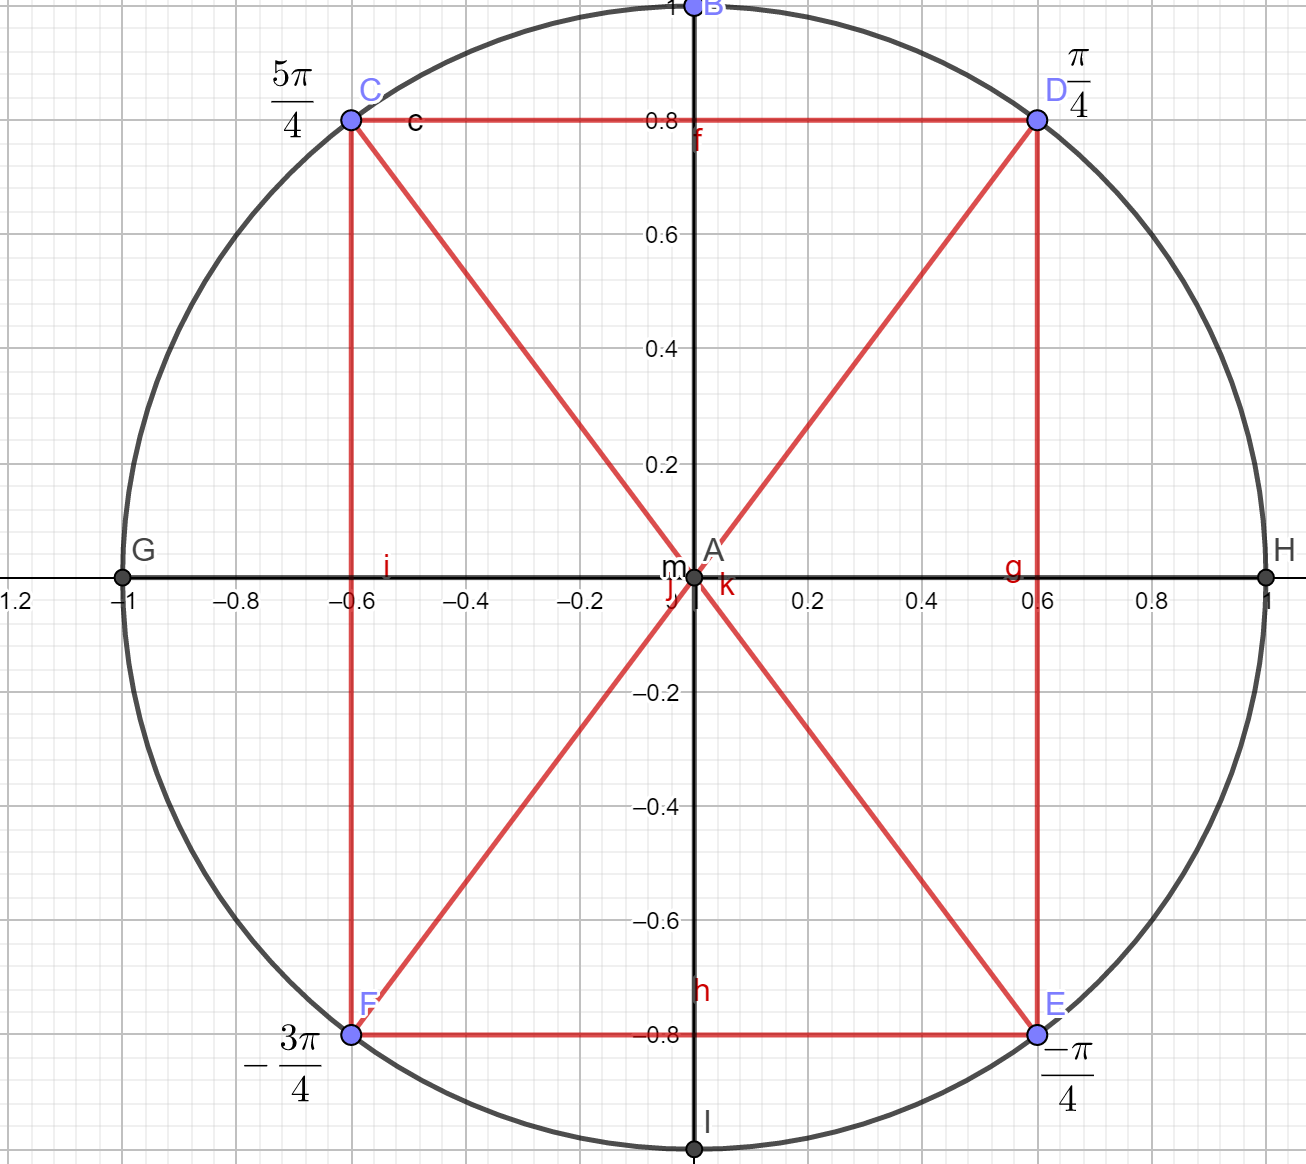 1 B
5π/4 C
D π/4
c
0.8
f
0.6
0.4
0.2
G
A
H
i
m
j
k
g
1.2 –1 –0.8 –0.6 –0.4 –0.2 0.2 0.4 0.6 0.8 1
–0.2
–0.4
–0.6
h
F
E
–0.8
–3π/4
–π/4
I